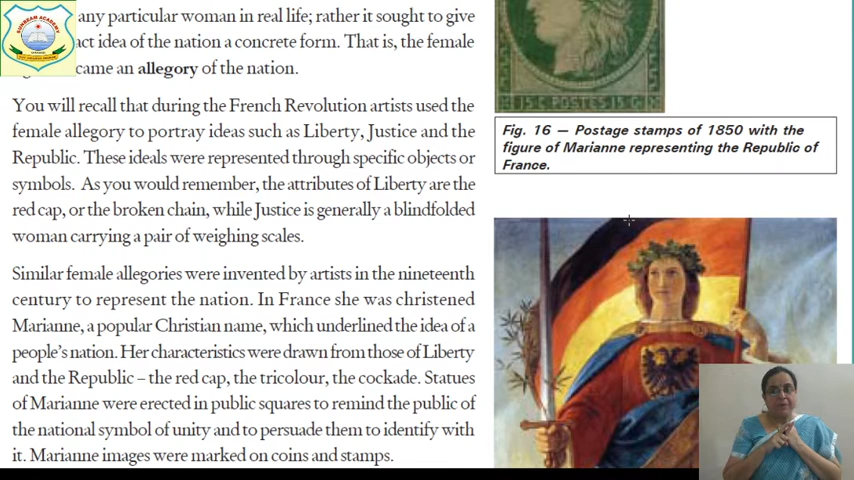 any particular woman in real life; rather it sought to give
act idea of the nation a concrete form. That is, the female
came an allegory of the nation.
You will recall that during the French Revolution artists used the
female allegory to portray ideas such as Liberty, Justice and the
Republic. These ideals were represented through specific objects or
symbols. As you would remember, the attributes of Liberty are the
red cap, or the broken chain, while Justice is generally a blindfolded
woman carrying a pair of weighing scales.
Similar female allegories were invented by artists in the nineteenth
century to represent the nation. In France she was christened
Marianne, a popular Christian name, which underlined the idea of a
people's nation. Her characteristics were drawn from those of Liberty
and the Republic – the red cap, the tricolour, the cockade. Statues
of Marianne were erected in public squares to remind the public of
the national symbol of unity and to persuade them to identify with
it. Marianne images were marked on coins and stamps.
SUNBEAM ACADEMY
15 C POSTES 15 C
Fig. 16 — Postage stamps of 1850 with the
figure of Marianne representing the Republic of
France.